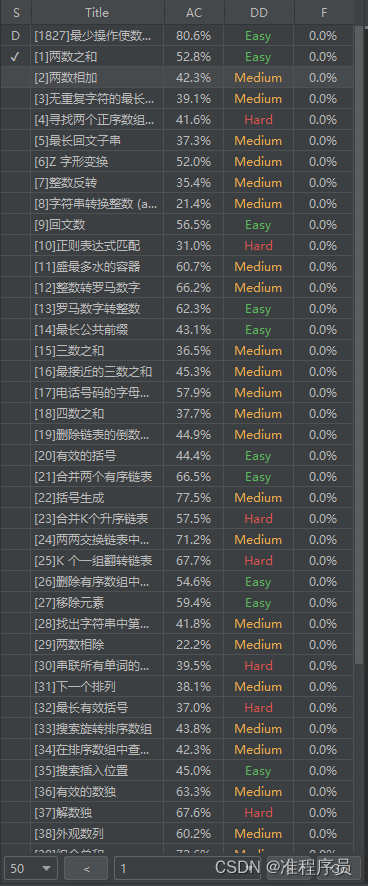 S Title AC DD F
D [1827]最少操作使数... 80.6% Easy 0.0%
✓ [1]两数之和 52.8% Easy 0.0%
[2]两数相加 42.3% Medium 0.0%
[3]无重复字符的最长... 39.1% Medium 0.0%
[4]寻找两个正序数组... 41.6% Hard 0.0%
[5]最长回文子串 37.3% Medium 0.0%
[6]Z 字形变换 52.0% Medium 0.0%
[7]整数反转 35.4% Medium 0.0%
[8]字符串转换整数 (a... 21.4% Medium 0.0%
[9]回文数 56.5% Easy 0.0%
[10]正则表达式匹配 31.0% Hard 0.0%
[11]盛最多水的容器 60.7% Medium 0.0%
[12]整数转罗马数字 66.2% Medium 0.0%
[13]罗马数字转整数 62.3% Easy 0.0%
[14]最长公共前缀 43.1% Easy 0.0%
[15]三数之和 36.5% Medium 0.0%
[16]最接近的三数之和 45.3% Medium 0.0%
[17]电话号码的字母... 57.9% Medium 0.0%
[18]四数之和 37.7% Medium 0.0%
[19]删除链表的倒数... 44.9% Medium 0.0%
[20]有效的括号 44.4% Easy 0.0%
[21]合并两个有序链表 66.5% Easy 0.0%
[22]括号生成 77.5% Medium 0.0%
[23]合并K个升序链表 57.5% Hard 0.0%
[24]两两交换链表中... 71.2% Medium 0.0%
[25]K 个一组翻转链表 67.7% Hard 0.0%
[26]删除有序数组中... 54.6% Easy 0.0%
[27]移除元素 59.4% Easy 0.0%
[28]找出字符串中第... 41.8% Medium 0.0%
[29]两数相除 22.2% Medium 0.0%
[30]串联所有单词的... 39.5% Hard 0.0%
[31]下一个排列 38.1% Medium 0.0%
[32]最长有效括号 37.0% Hard 0.0%
[33]搜索旋转排序数组 43.8% Medium 0.0%
[34]在排序数组中查... 42.3% Medium 0.0%
[35]搜索插入位置 45.0% Easy 0.0%
[36]有效的数独 63.3% Medium 0.0%
[37]解数独 67.6% Hard 0.0%
[38]外观数列 60.2% Medium 0.0%
50 < 1
CSDN @准程序员